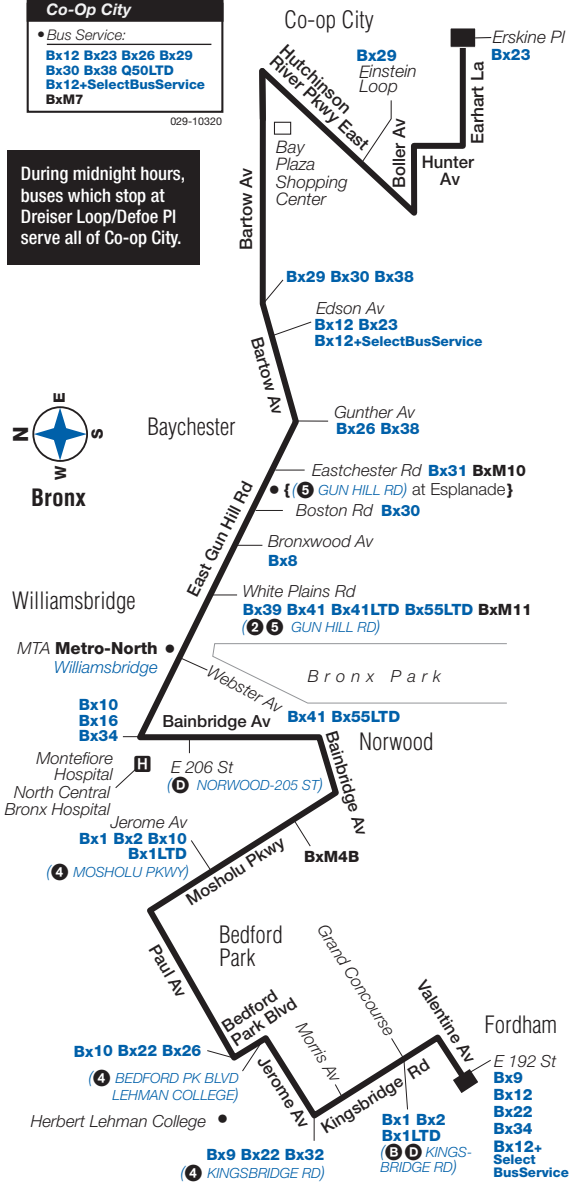 Co-Op City
• Bus Service:
Bx12 Bx23 Bx26 Bx29
Bx30 Bx38 Q50LTD
Bx12+SelectBusService
BxM7
029-10320
During midnight hours,
buses which stop at
Dreiser Loop/Defoe Pl
serve all of Co-op City.
Co-op City
Erskine Pl
Bx23
Earhart La
Hunter
Av
Boller Av
Bx29
Einstein
Loop
Hutchinson
River Pkwy East
Bay
Plaza
Shopping
Center
Bartow Av
Bx29 Bx30 Bx38
Edson Av
Bx12 Bx23
Bx12+SelectBusService
Bartow Av
N
E
S
W
Bronx
Baychester
Gunther Av
Bx26 Bx38
Eastchester Rd Bx31 BxM10
{(5 GUN HILL RD) at Esplanade}
Boston Rd Bx30
East Gun Hill Rd
Bronxwood Av
Bx8
Williamsbridge
White Plains Rd
Bx39 Bx41 Bx41LTD Bx55LTD BxM11
(2 5 GUN HILL RD)
MTA Metro-North
Williamsbridge
Bronx Park
Webster Av
Bx41 Bx55LTD
Bx10
Bx16
Bx34
Bainbridge Av
Norwood
Montefiore
Hospital
H
North Central
Bronx Hospital
E 206 St
(D NORWOOD-205 ST)
Bainbridge Av
Jerome Av
Bx1 Bx2 Bx10
Bx1LTD
(4 MOSHOLU PKWY)
Mosholu Pkwy
BxM4B
Paul Av
Bedford
Park
Bedford
Park Blvd
Bx10 Bx22 Bx26
(4 BEDFORD PK BLVD
LEHMAN COLLEGE)
Herbert Lehman College
Jerome Av
Morris Av
Grand Concourse
Kingsbridge Rd
Bx9 Bx22 Bx32
(4 KINGSBRIDGE RD)
Bx1 Bx2
Bx1LTD
(B D KINGS-
BRIDGE RD)
Valentine Av
Fordham
E 192 St
Bx9
Bx12
Bx22
Bx34
Bx12+
Select
BusService